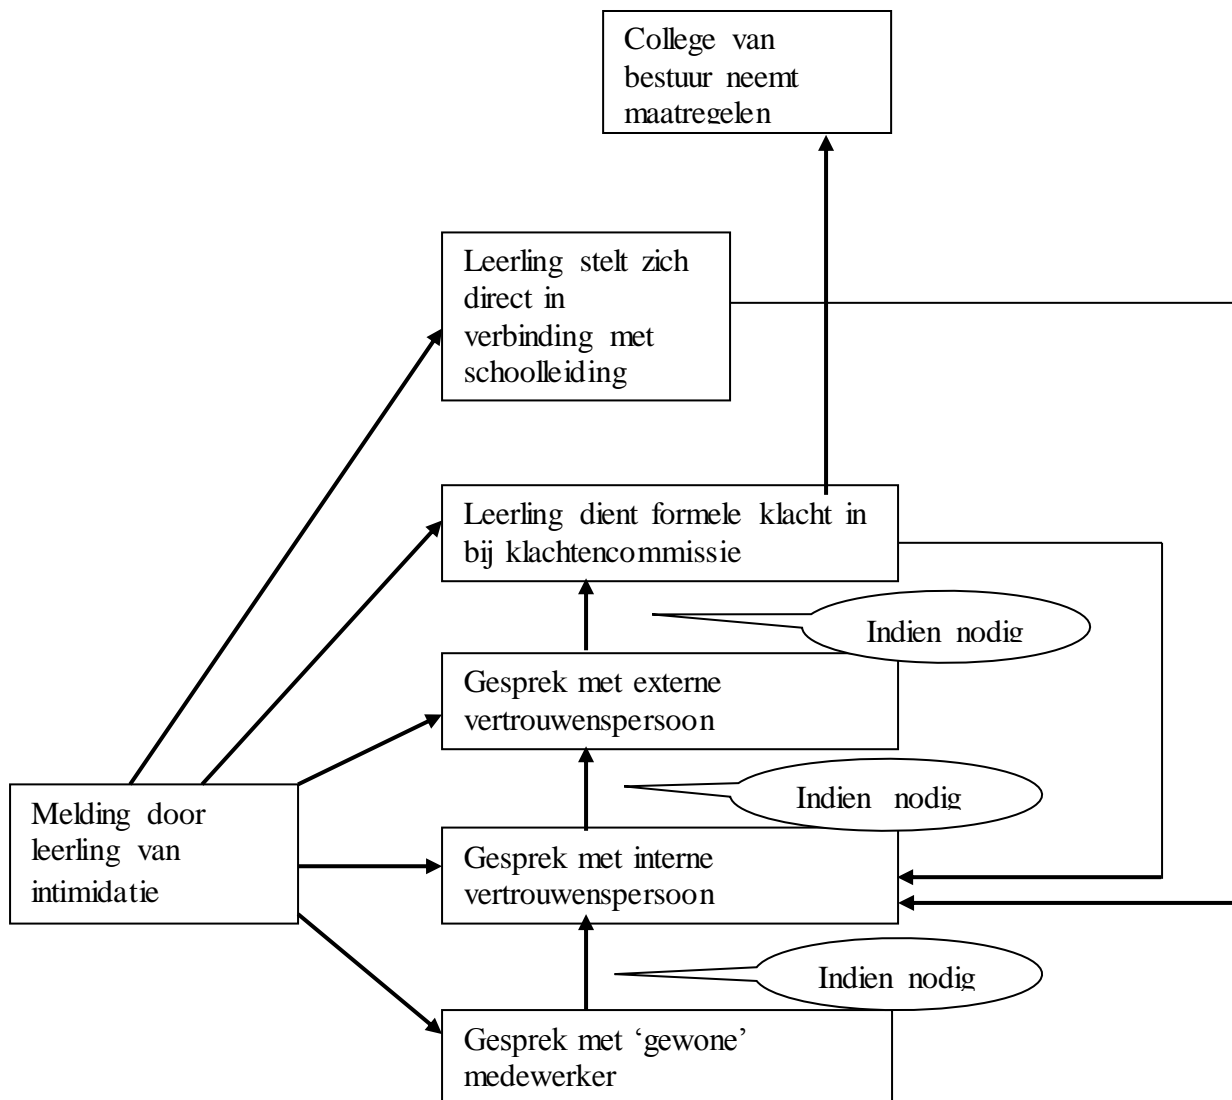 College van
bestuur neemt
maatregelen
Leerling stelt zich
direct in
verbinding met
schoolleiding
Leerling dient formele klacht in
bij klachtencommissie
Indien nodig
Gesprek met externe
vertrouwenspersoon
Indien nodig
Melding door
leerling van
intimidatie
Gesprek met interne
vertrouwenspersoon
Indien nodig
Gesprek met ‘gewone’
medewerker